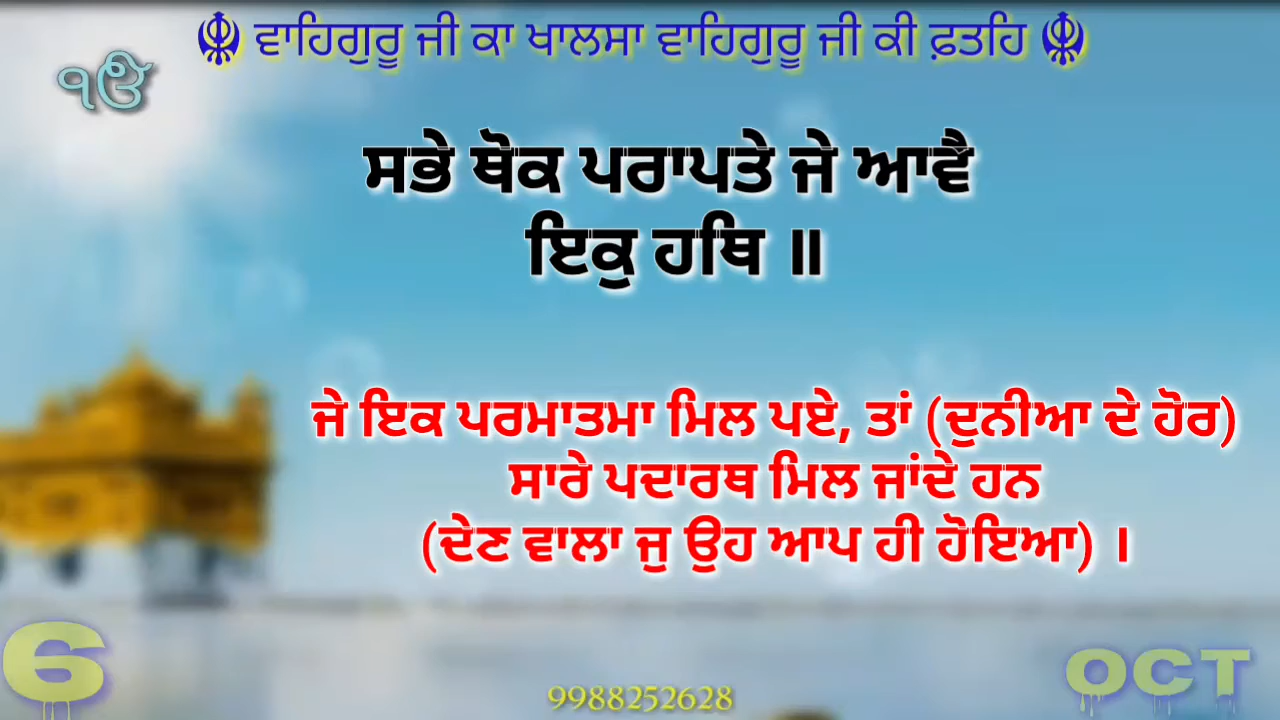 ☬ ਵਾਹਿਗੁਰੂ ਜੀ ਕਾ ਖਾਲਸਾ ਵਾਹਿਗੁਰੂ ਜੀ ਕੀ ਫ਼ਤਹਿ ☬
ੴ
ਸਭੇ ਥੋਕ ਪਰਾਪਤੇ ਜੇ ਆਵੈ
ਇਕੁ ਹਥਿ ॥
ਜੇ ਇਕ ਪਰਮਾਤਮਾ ਮਿਲ ਪਏ, ਤਾਂ (ਦੁਨੀਆ ਦੇ ਹੋਰ)
ਸਾਰੇ ਪਦਾਰਥ ਮਿਲ ਜਾਂਦੇ ਹਨ
(ਦੇਣ ਵਾਲਾ ਜੁ ਉਹ ਆਪ ਹੀ ਹੋਇਆ) ।
6
OCT
9988252628